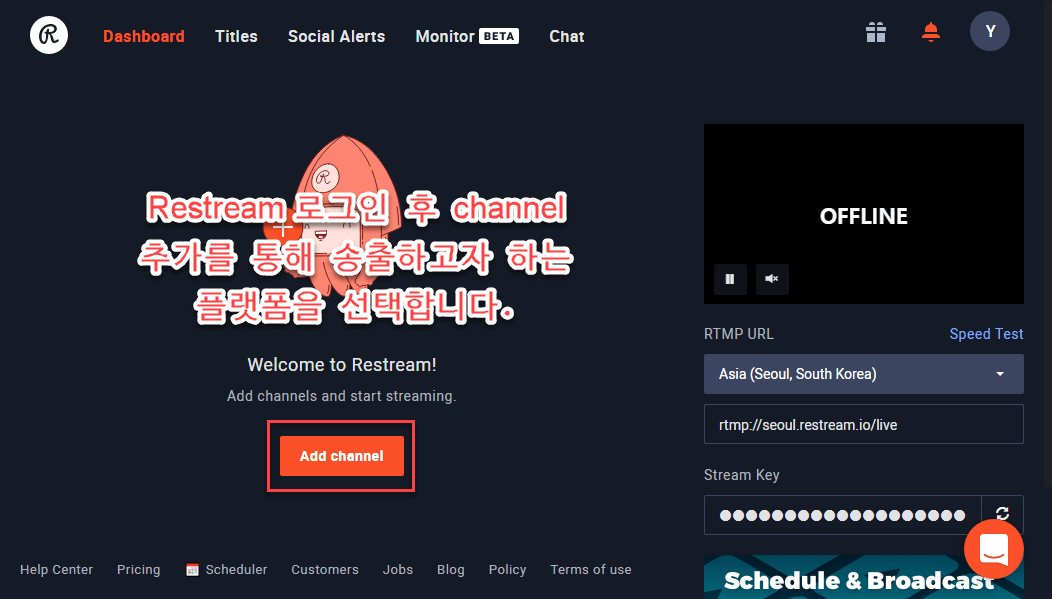 R
Dashboard
Titles
Social Alerts
Monitor BETA
Chat
Y
Restream 로그인 후 channel
추가를 통해 송출하고자 하는
플랫폼을 선택합니다.
Welcome to Restream!
Add channels and start streaming.
Add channel
OFFLINE
RTMP URL
Speed Test
Asia (Seoul, South Korea)
rtmp://seoul.restream.io/live
Stream Key
Schedule & Broadcast
Help Center
Pricing
Scheduler
Customers
Jobs
Blog
Policy
Terms of use